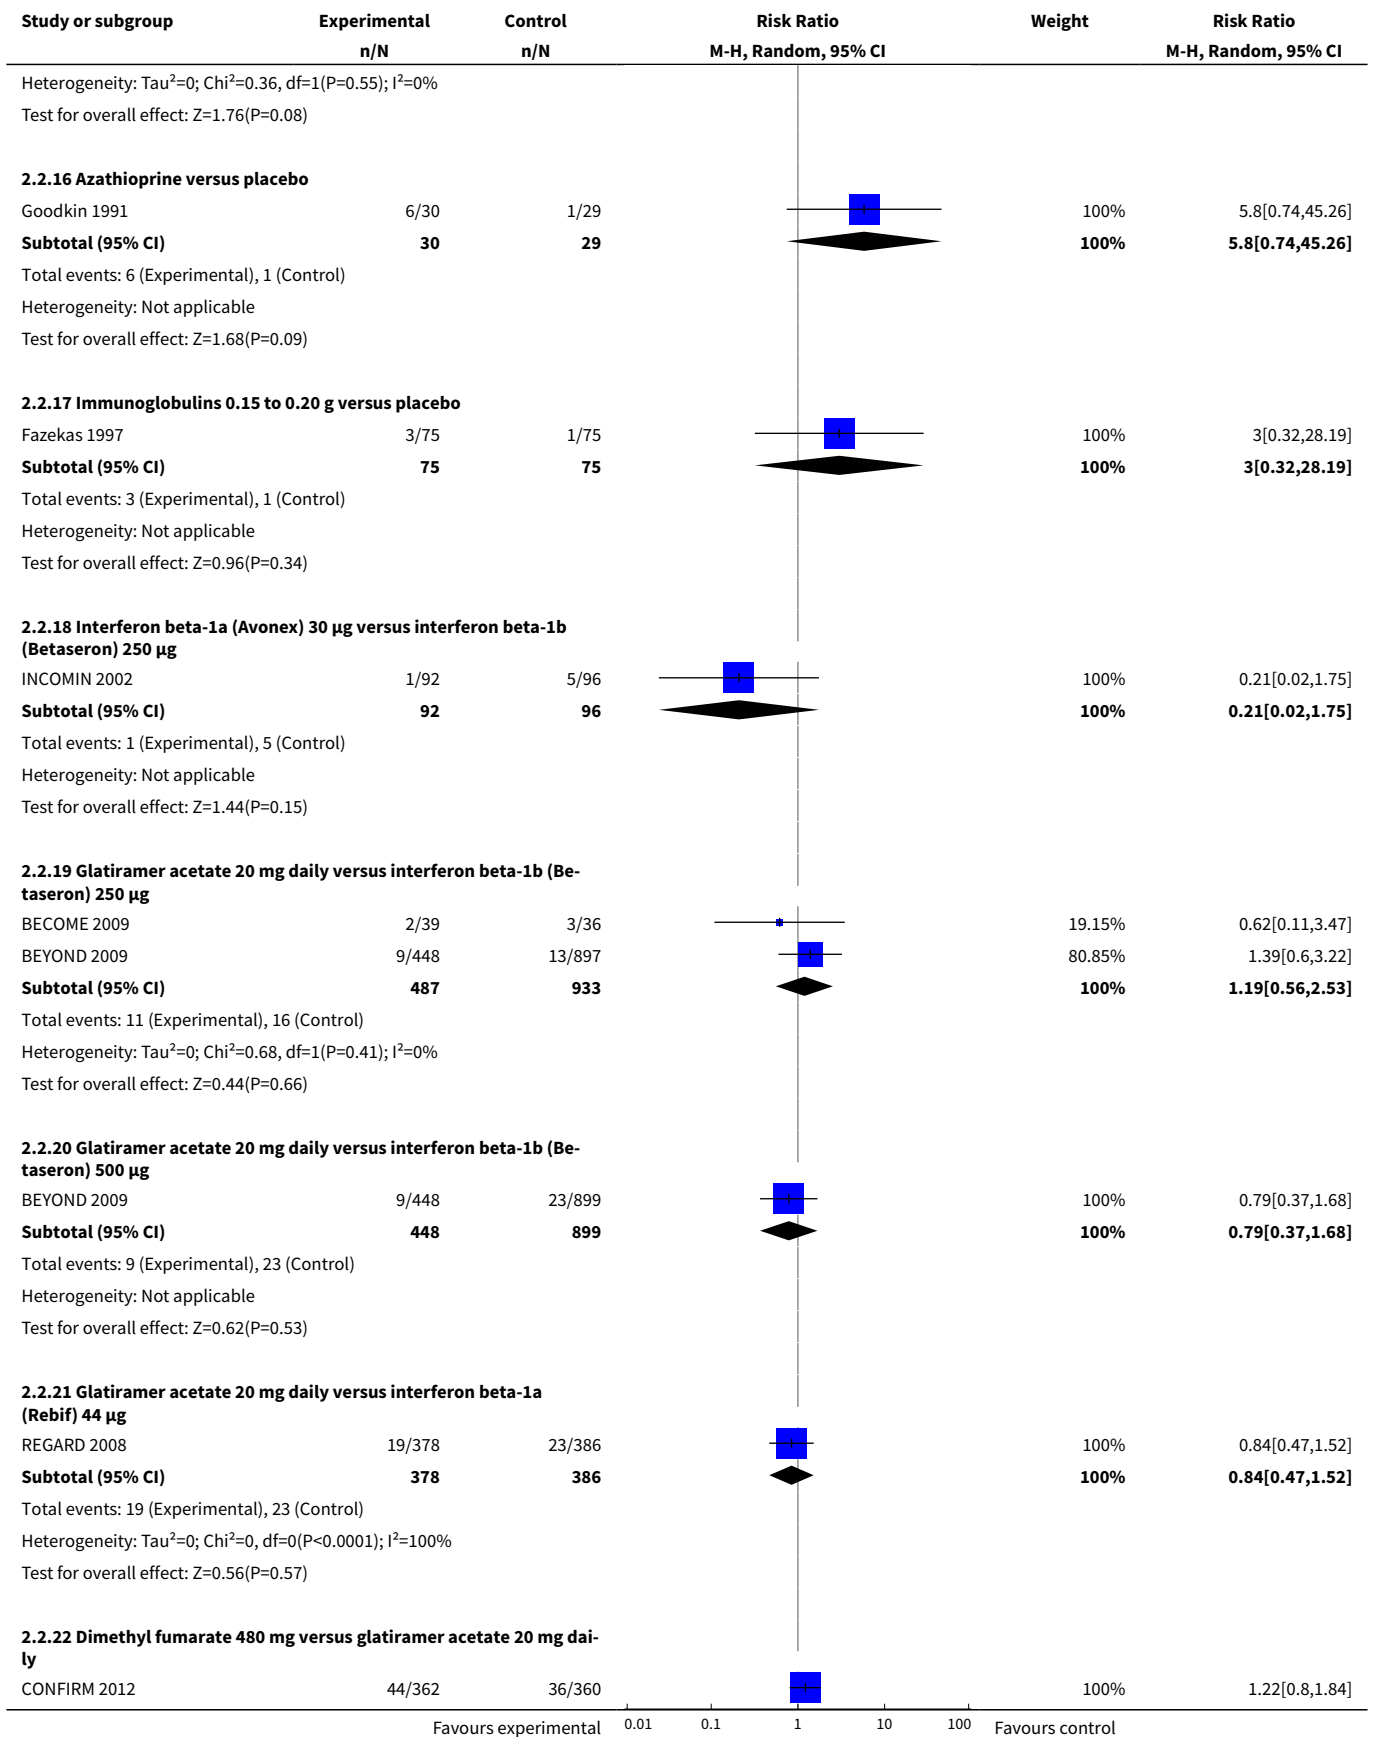 Study or subgroup Experimental Control Risk Ratio Weight Risk Ratio
n/N n/N M-H, Random, 95% CI M-H, Random, 95% CI
Heterogeneity: Tau²=0; Chi²=0.36, df=1(P=0.55); I²=0%
Test for overall effect: Z=1.76(P=0.08)
2.2.16 Azathioprine versus placebo
Goodkin 1991 6/30 1/29 100% 5.8[0.74,45.26]
Subtotal (95% CI) 30 29 100% 5.8[0.74,45.26]
Total events: 6 (Experimental), 1 (Control)
Heterogeneity: Not applicable
Test for overall effect: Z=1.68(P=0.09)
2.2.17 Immunoglobulins 0.15 to 0.20 g versus placebo
Fazekas 1997 3/75 1/75 100% 3[0.32,28.19]
Subtotal (95% CI) 75 75 100% 3[0.32,28.19]
Total events: 3 (Experimental), 1 (Control)
Heterogeneity: Not applicable
Test for overall effect: Z=0.96(P=0.34)
2.2.18 Interferon beta-1a (Avonex) 30 µg versus interferon beta-1b
(Betaseron) 250 µg
INCOMIN 2002 1/92 5/96 100% 0.21[0.02,1.75]
Subtotal (95% CI) 92 96 100% 0.21[0.02,1.75]
Total events: 1 (Experimental), 5 (Control)
Heterogeneity: Not applicable
Test for overall effect: Z=1.44(P=0.15)
2.2.19 Glatiramer acetate 20 mg daily versus interferon beta-1b (Be-
taseron) 250 µg
BECOME 2009 2/39 3/36 19.15% 0.62[0.11,3.47]
BEYOND 2009 9/448 13/897 80.85% 1.39[0.6,3.22]
Subtotal (95% CI) 487 933 100% 1.19[0.56,2.53]
Total events: 11 (Experimental), 16 (Control)
Heterogeneity: Tau²=0; Chi²=0.68, df=1(P=0.41); I²=0%
Test for overall effect: Z=0.44(P=0.66)
2.2.20 Glatiramer acetate 20 mg daily versus interferon beta-1b (Be-
taseron) 500 µg
BEYOND 2009 9/448 23/899 100% 0.79[0.37,1.68]
Subtotal (95% CI) 448 899 100% 0.79[0.37,1.68]
Total events: 9 (Experimental), 23 (Control)
Heterogeneity: Not applicable
Test for overall effect: Z=0.62(P=0.53)
2.2.21 Glatiramer acetate 20 mg daily versus interferon beta-1a
(Rebif) 44 µg
REGARD 2008 19/378 23/386 100% 0.84[0.47,1.52]
Subtotal (95% CI) 378 386 100% 0.84[0.47,1.52]
Total events: 19 (Experimental), 23 (Control)
Heterogeneity: Tau²=0; Chi²=0, df=0(P<0.0001); I²=100%
Test for overall effect: Z=0.56(P=0.57)
2.2.22 Dimethyl fumarate 480 mg versus glatiramer acetate 20 mg dai-
ly
CONFIRM 2012 44/362 36/360 100% 1.22[0.8,1.84]
Favours experimental 0.01 0.1 1 10 100 Favours control